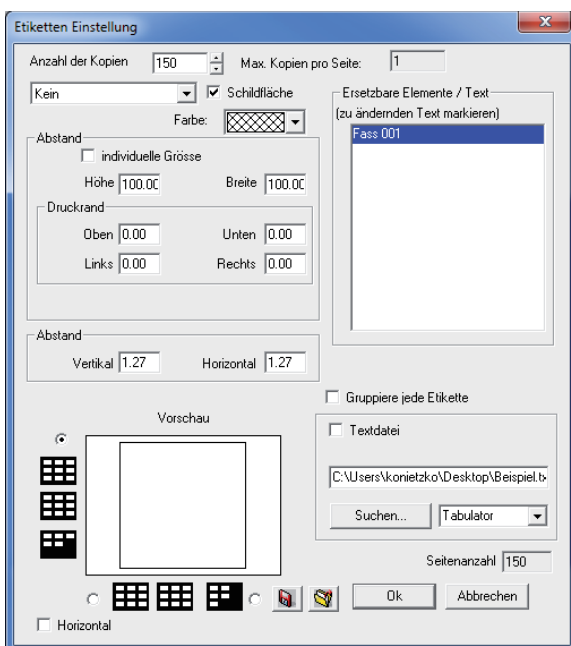 Etiketten Einstellung
Anzahl der Kopien 150 Max. Kopien pro Seite: 1
Kein Schildfläche
Farbe:
Ersetzbare Elemente / Text
(zu ändernden Text markieren)
Fass 001
Abstand
individuelle Grösse
Höhe 100.00 Breite 100.00
Druckrand
Oben 0.00 Unten 0.00
Links 0.00 Rechts 0.00
Abstand
Vertikal 1.27 Horizontal 1.27
Gruppiere jede Etikette
Vorschau
Textdatei
C:\Users\konietzko\Desktop\Beispiel.tx
Suchen... Tabulator
Seitenanzahl 150
Ok Abbrechen
Horizontal